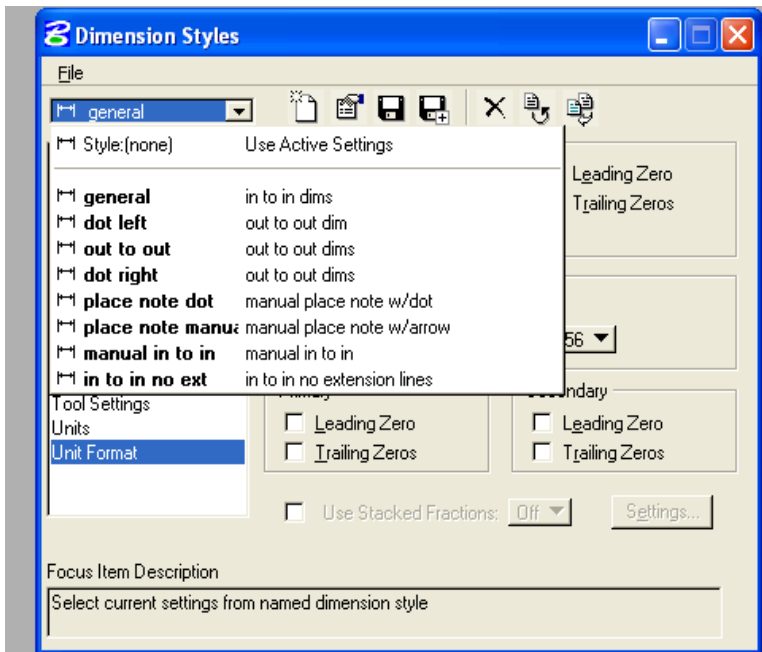 Dimension Styles
File
general
Style:(none) Use Active Settings
general in to in dims
dot left out to out dim
out to out out to out dims
dot right out to out dims
place note dot manual place note w/dot
place note manua manual place note w/arrow
manual in to in manual in to in
in to in no ext in to in no extension lines
Leading Zero
Trailing Zeros
56
Tool Settings
Units
Unit Format
Primary
Leading Zero
Trailing Zeros
Secondary
Leading Zero
Trailing Zeros
Use Stacked Fractions: Off Settings...
Focus Item Description
Select current settings from named dimension style